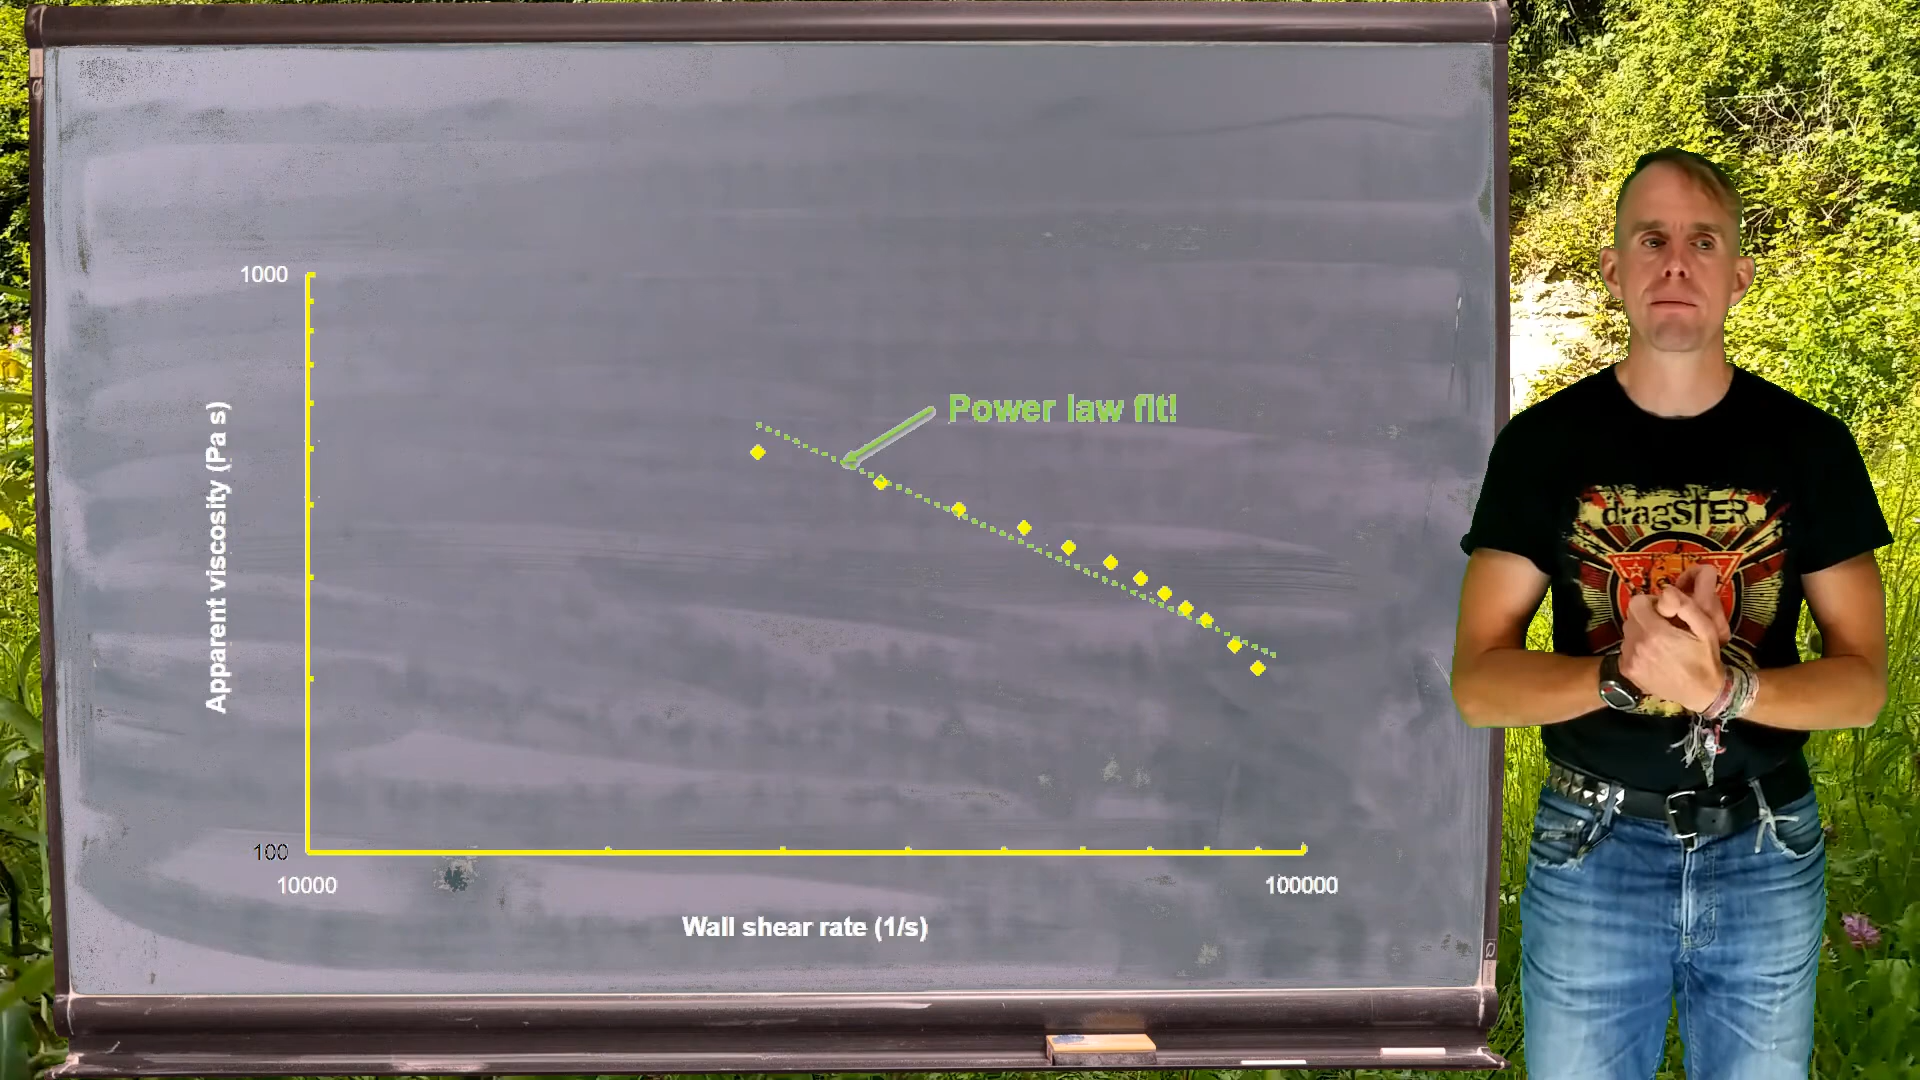 1000
Power law fit!
Apparent viscosity (Pa s)
dragSTER
100
10000
100000
Wall shear rate (1/s)